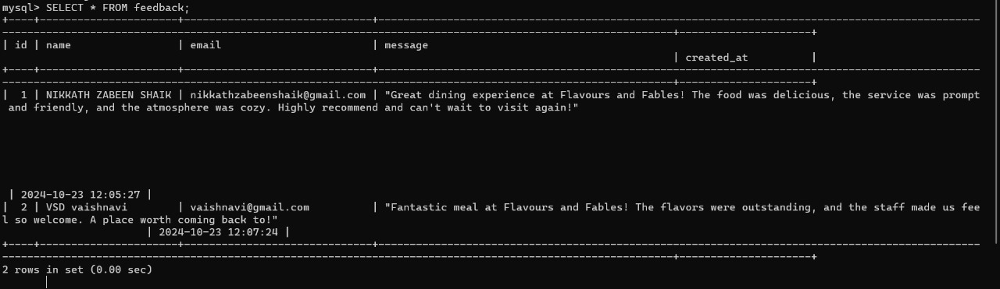 mysql> SELECT * FROM feedback;
| id | name | email | message
| created_at |
| 1 | NIKKATH ZABEEN SHAIK | nikkathzabeenshaik@gmail.com | "Great dining experience at Flavours and Fables! The food was delicious, the service was prompt
and friendly, and the atmosphere was cozy. Highly recommend and can't wait to visit again!"
| 2024-10-23 12:05:27 |
| 2 | VSD vaishnavi | vaishnavi@gmail.com | "Fantastic meal at Flavours and Fables! The flavors were outstanding, and the staff made us fee
l so welcome. A place worth coming back to!"
| 2024-10-23 12:07:24 |
2 rows in set (0.00 sec)